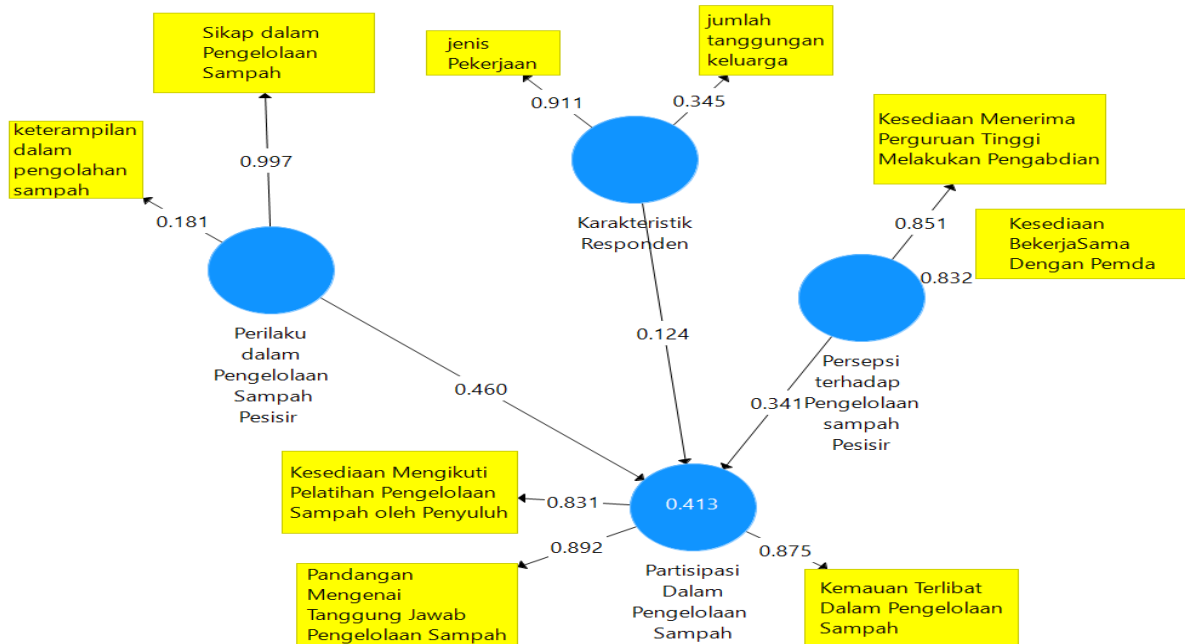 Sikap dalam
Pengelolaan
Sampah
jenis
Pekerjaan
jumlah
tanggungan
keluarga
0.911
0.345
Kesediaan Menerima
Perguruan Tinggi
Melakukan Pengabdian
keterampilan
dalam
pengolahan
sampah
0.997
0.181
Karakteristik
Responden
0.851
Kesediaan
BekerjaSama
Dengan Pemda
0.832
Perilaku
dalam
Pengelolaan
Sampah
Pesisir
0.124
Persepsi
terhadap
Pengelolaan
sampah
Pesisir
0.460
0.341
Kesediaan Mengikuti
Pelatihan Pengelolaan
Sampah oleh Penyuluh
0.831
0.413
0.892
0.875
Pandangan
Mengenai
Tanggung Jawab
Pengelolaan Sampah
Partisipasi
Dalam
Pengelolaan
Sampah
Kemauan Terlibat
Dalam Pengelolaan
Sampah